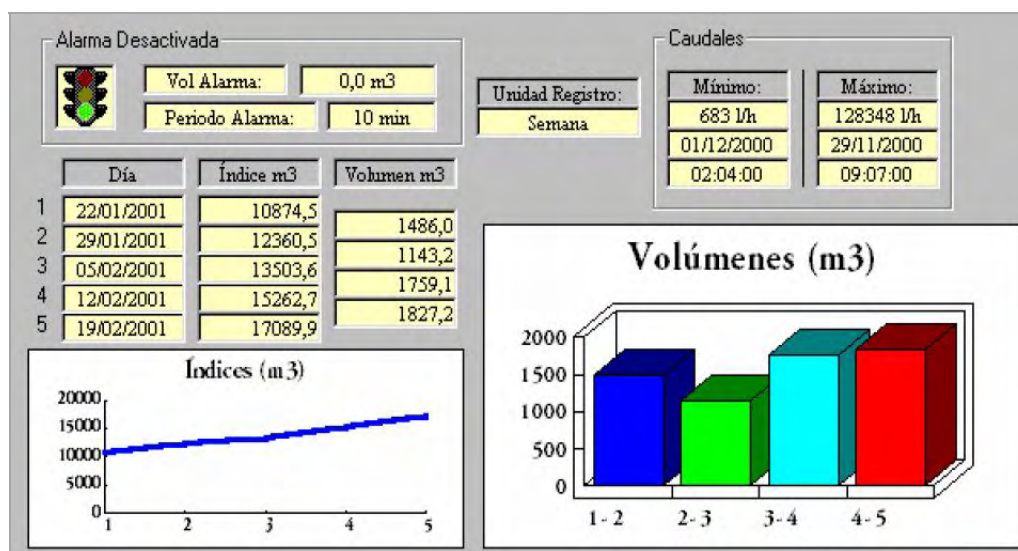 Alarma Desactivada
Vol Alarma: 0,0 m3
Periodo Alarma: 10 min
Unidad Registro:
Semana
Caudales
Mínimo: Máximo:
683 l/h 128348 l/h
01/12/2000 29/11/2000
02:04:00 09:07:00
Día Índice m3 Volumen m3
1 22/01/2001 10874,5
1486,0
2 29/01/2001 12360,5
1143,2
3 05/02/2001 13503,6
1759,1
4 12/02/2001 15262,7
1827,2
5 19/02/2001 17089,9
Índices (m3)
20000
15000
10000
5000
0
1 2 3 4 5
Volúmenes (m3)
2000
1500
1000
500
0
1-2 2-3 3-4 4-5